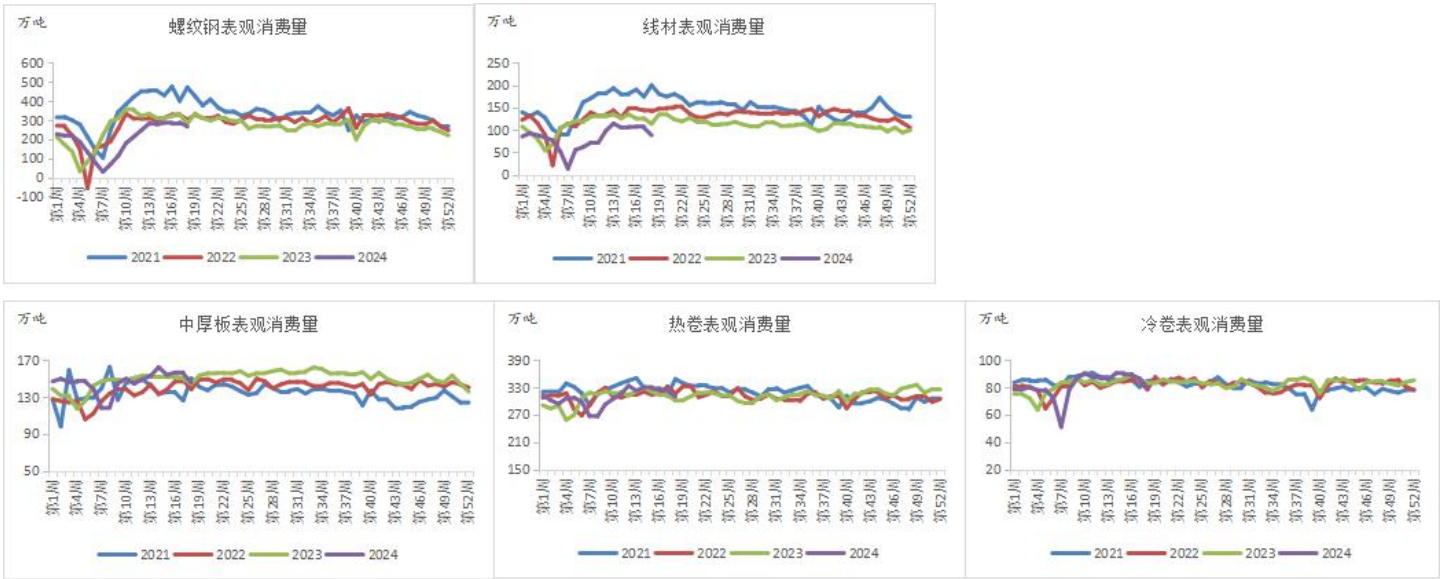 万吨
螺纹钢表观消费量
600
500
400
300
200
100
0
-100
第1周
第4周
第7周
第10周
第13周
第16周
第19周
第22周
第25周
第28周
第31周
第34周
第37周
第40周
第43周
第46周
第49周
第52周
2021 2022 2023 2024
万吨
线材表观消费量
250
200
150
100
50
0
第1周
第4周
第7周
第10周
第13周
第16周
第19周
第22周
第25周
第28周
第31周
第34周
第37周
第40周
第43周
第46周
第49周
第52周
2021 2022 2023 2024
万吨
中厚板表观消费量
170
130
90
50
第1周
第4周
第7周
第10周
第13周
第16周
第19周
第22周
第25周
第28周
第31周
第34周
第37周
第40周
第43周
第46周
第49周
第52周
2021 2022 2023 2024
万吨
热卷表观消费量
390
330
270
210
150
第1周
第4周
第7周
第10周
第13周
第16周
第19周
第22周
第25周
第28周
第31周
第34周
第37周
第40周
第43周
第46周
第49周
第52周
2021 2022 2023 2024
万吨
冷卷表观消费量
100
80
60
40
20
第1周
第4周
第7周
第10周
第13周
第16周
第19周
第22周
第25周
第28周
第31周
第34周
第37周
第40周
第43周
第46周
第49周
第52周
2021 2022 2023 2024